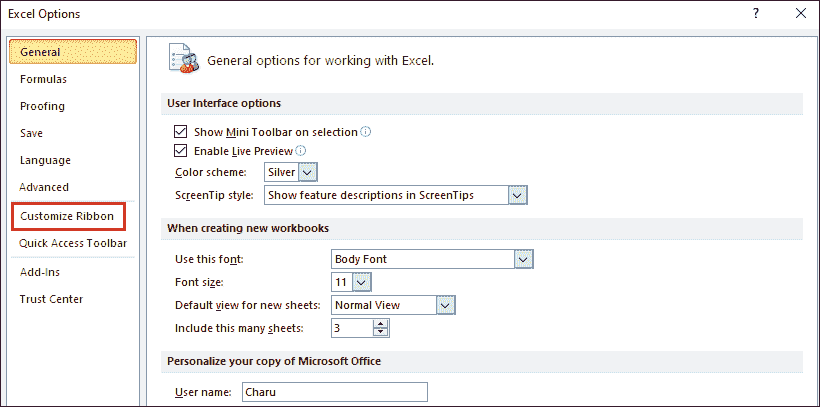 Excel Options
General
Formulas
Proofing
Save
Language
Advanced
Customize Ribbon
Quick Access Toolbar
Add-Ins
Trust Center
General options for working with Excel.
User Interface options
Show Mini Toolbar on selection
Enable Live Preview
Color scheme: Silver
ScreenTip style: Show feature descriptions in ScreenTips
When creating new workbooks
Use this font: Body Font
Font size: 11
Default view for new sheets: Normal View
Include this many sheets: 3
Personalize your copy of Microsoft Office
User name: Charu